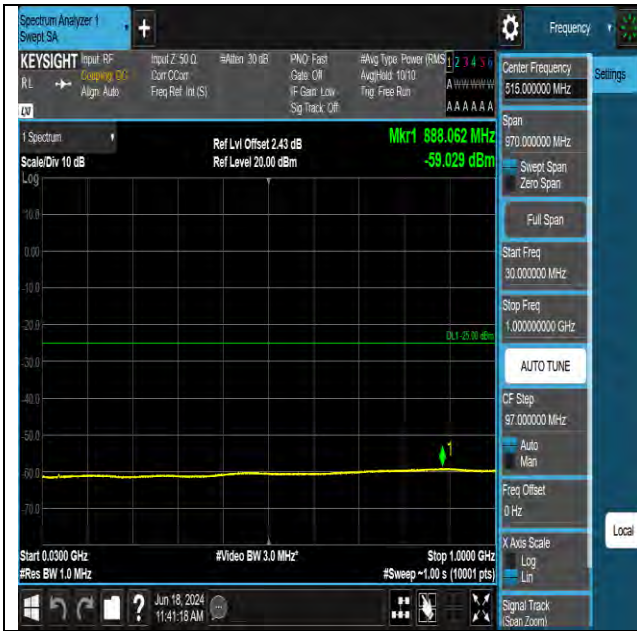 Spectrum Analyzer 1
Swept SA
+
Frequency
KEYSIGHT
RL
Input: RF
Coupling: DC
Align: Auto
Input Z: 50 Ω
Corr CCorr
Freq Ref: Int (S)
#Atten: 30 dB
PNO: Fast
Gate: Off
IF Gain: Low
Sig Track: Off
#Avg Type: Power (RMS)
Avg|Hold: 10/10
Trig: Free Run
1 2 3 4 5 6
A W W W W W
A A A A A A
1 Spectrum
Scale/Div 10 dB
Log
Ref Lvl Offset 2.43 dB
Ref Level 20.00 dBm
Mkr1 888.062 MHz
-59.029 dBm
10.0
0.00
-10.0
-20.0
-30.0
-40.0
-50.0
-60.0
-70.0
DL1 -25.00 dBm
1
Start 0.0300 GHz
#Res BW 1.0 MHz
#Video BW 3.0 MHz*
Stop 1.0000 GHz
#Sweep ~1.00 s (10001 pts)
Jun 18, 2024
11:41:18 AM
Center Frequency
515.000000 MHz
Span
970.000000 MHz
Swept Span
Zero Span
Full Span
Start Freq
30.000000 MHz
Stop Freq
1.000000000 GHz
AUTO TUNE
CF Step
97.000000 MHz
Auto
Man
Freq Offset
0 Hz
X Axis Scale
Log
Lin
Signal Track
(Span Zoom)
Settings
Local